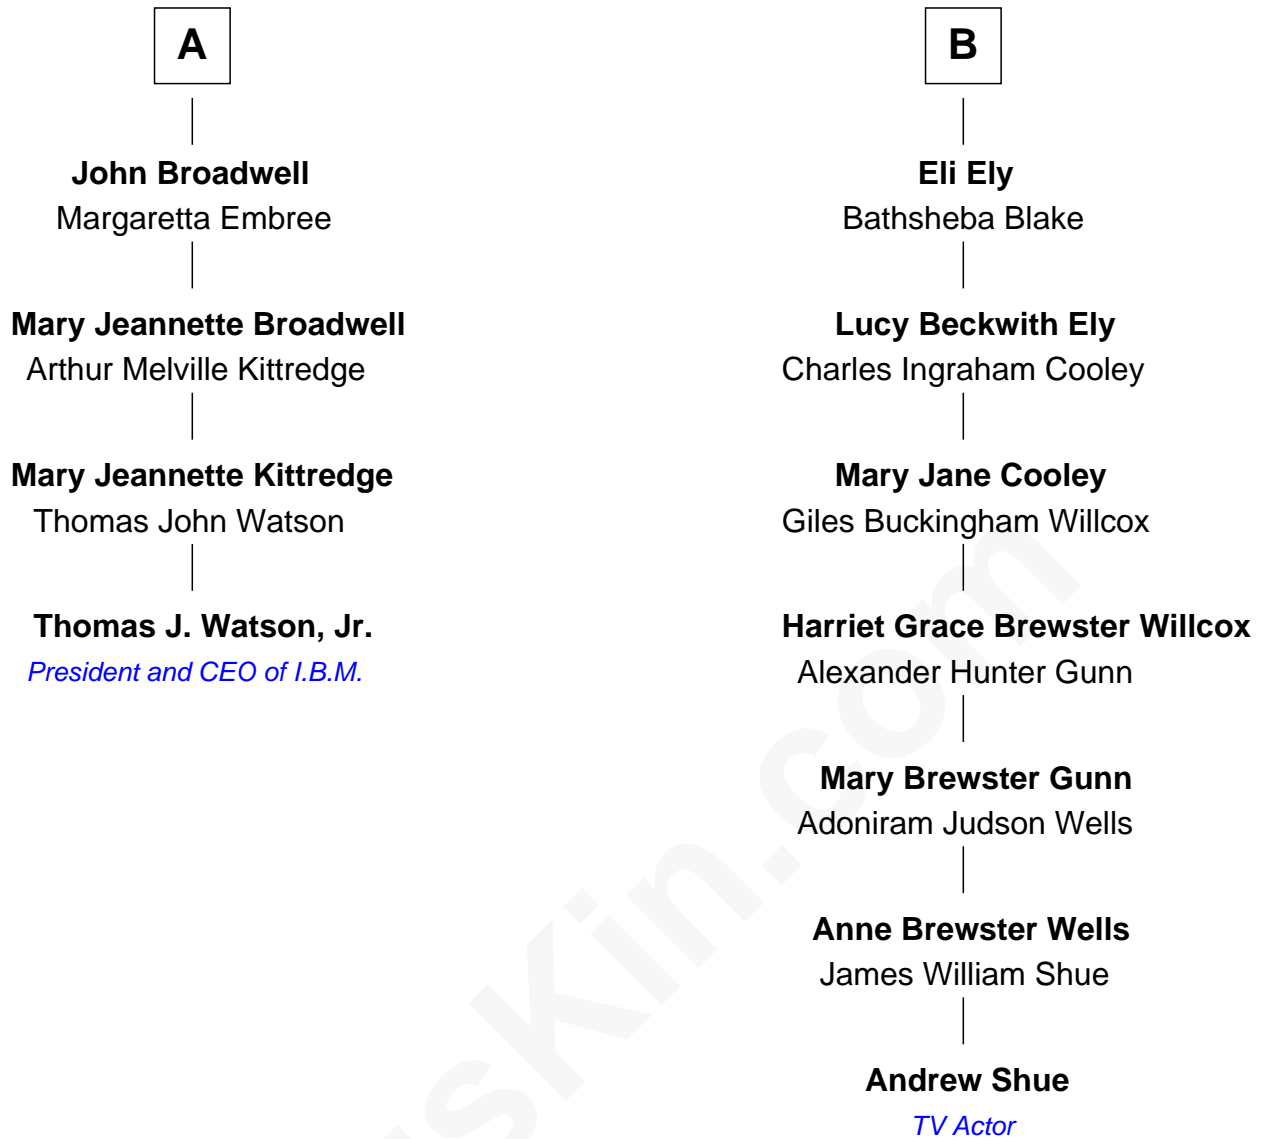 A
John Broadwell
Margaretta Embree
Mary Jeannette Broadwell
Arthur Melville Kittredge
Mary Jeannette Kittredge
Thomas John Watson
Thomas J. Watson, Jr.
President and CEO of I.B.M.
B
Eli Ely
Bathsheba Blake
Lucy Beckwith Ely
Charles Ingraham Cooley
Mary Jane Cooley
Giles Buckingham Willcox
Harriet Grace Brewster Willcox
Alexander Hunter Gunn
Mary Brewster Gunn
Adoniram Judson Wells
Anne Brewster Wells
James William Shue
Andrew Shue
TV Actor
sKin.com